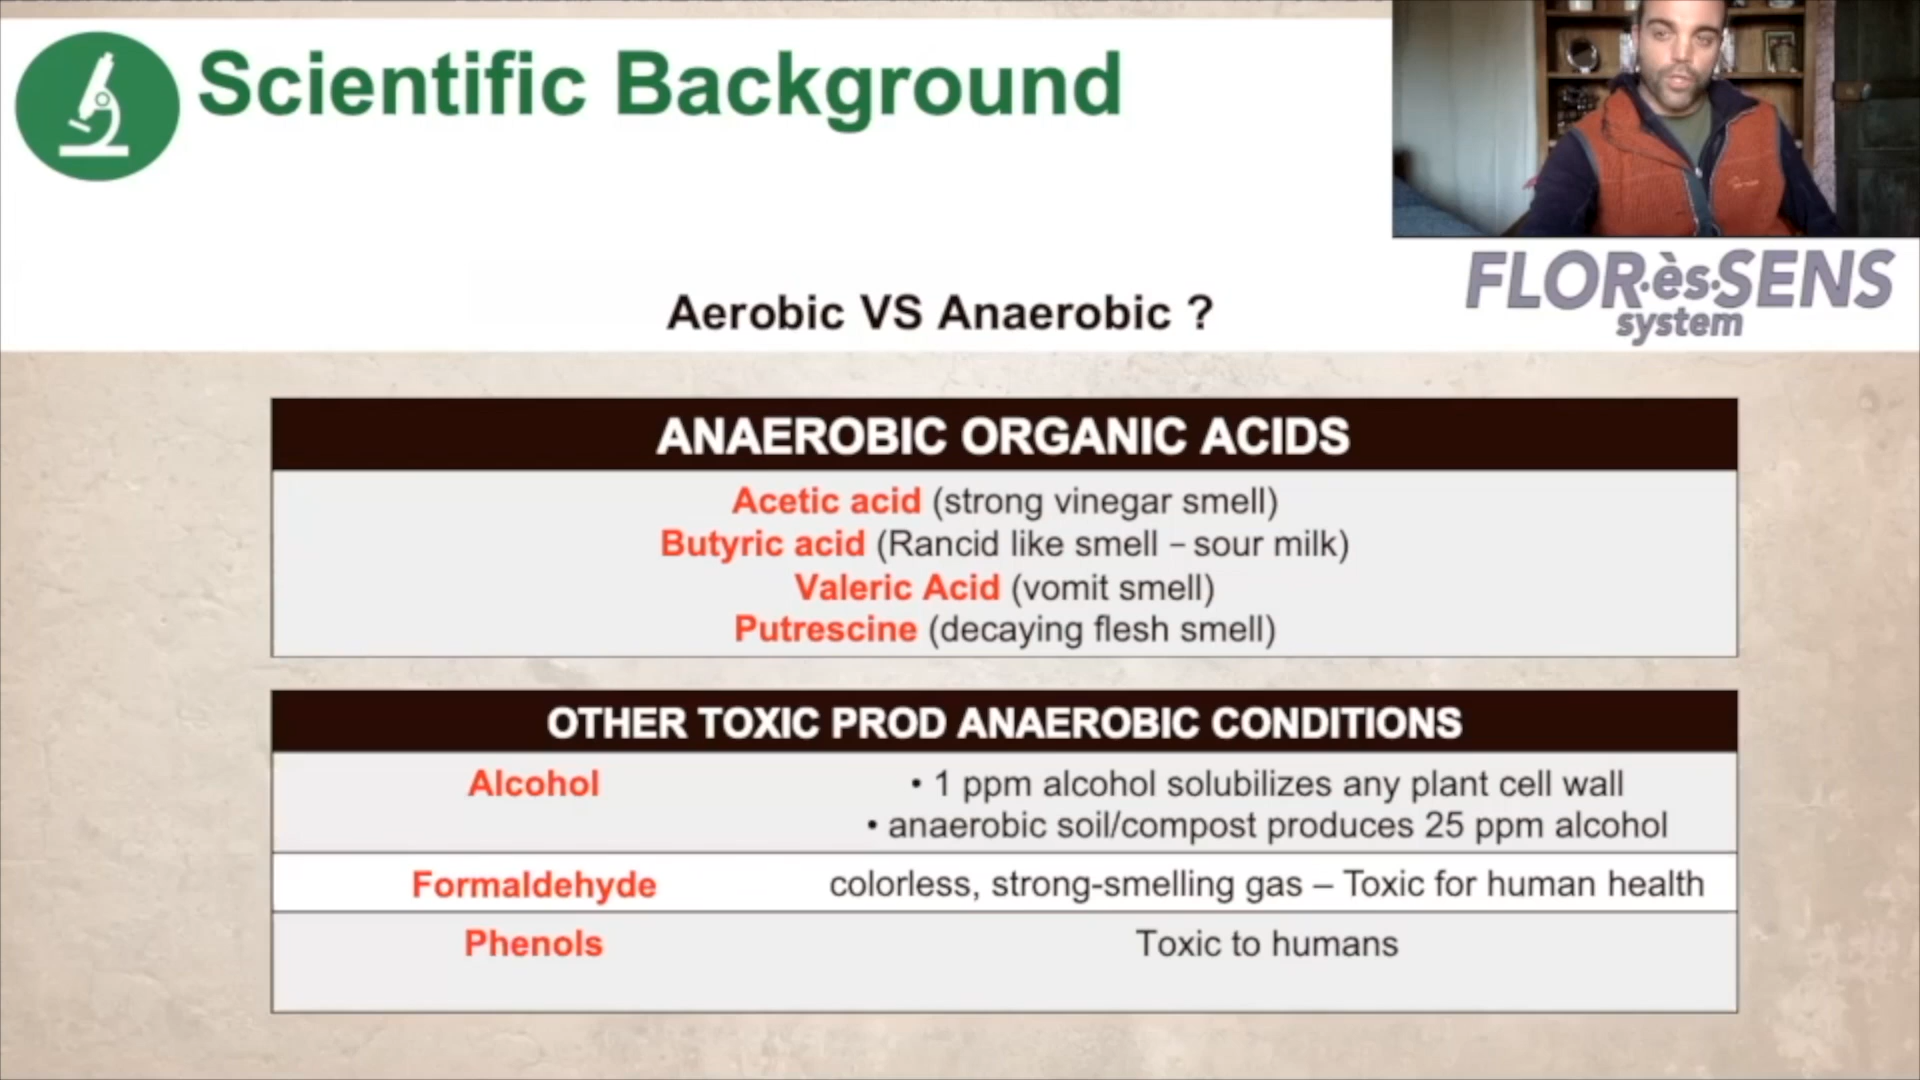 Scientific Background
FLOR·ès·SENS
system
Aerobic VS Anaerobic ?
ANAEROBIC ORGANIC ACIDS
Acetic acid (strong vinegar smell)
Butyric acid (Rancid like smell – sour milk)
Valeric Acid (vomit smell)
Putrescine (decaying flesh smell)
OTHER TOXIC PROD ANAEROBIC CONDITIONS
Alcohol • 1 ppm alcohol solubilizes any plant cell wall
• anaerobic soil/compost produces 25 ppm alcohol
Formaldehyde colorless, strong-smelling gas – Toxic for human health
Phenols Toxic to humans